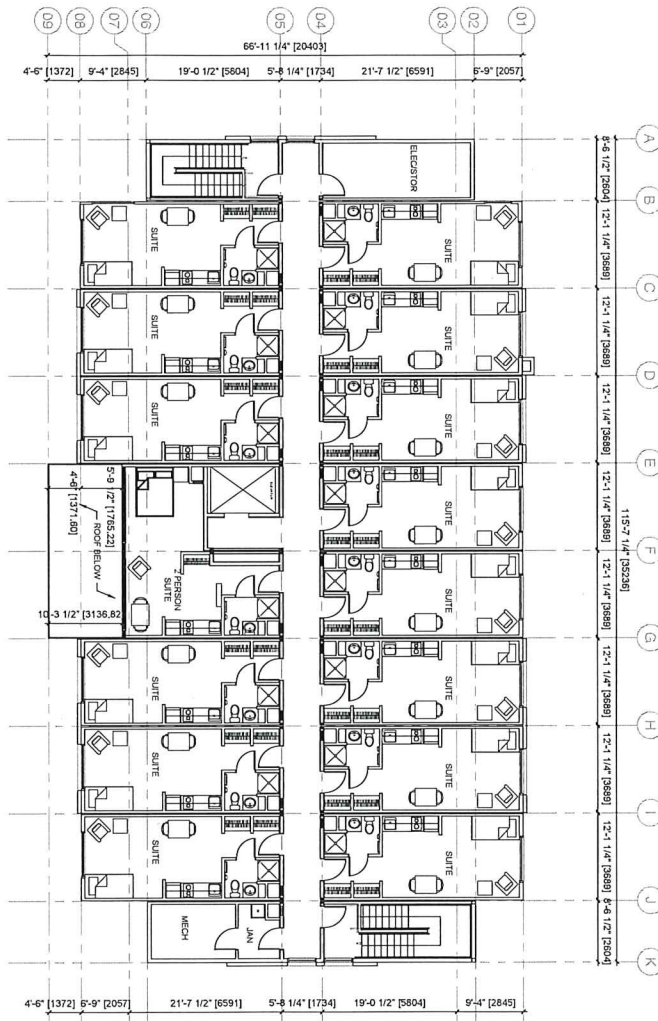 D9
D8
D7
D6
D5
D4
D3
D2
D1
66'-11 1/4" [20403]
4'-6" [1372]
9'-4" [2845]
19'-0 1/2" [5804]
5'-8 1/4" [1734]
21'-7 1/2" [6591]
6'-9" [2057]
A
B
C
D
E
F
G
H
I
J
K
8'-6 1/2" [2604]
12'-1 1/4" [3689]
12'-1 1/4" [3689]
12'-1 1/4" [3689]
12'-1 1/4" [3689]
12'-1 1/4" [3689]
12'-1 1/4" [3689]
12'-1 1/4" [3689]
12'-1 1/4" [3689]
8'-6 1/2" [2604]
115'-7 1/4" [35236]
ELEC/STOR
SUITE
SUITE
SUITE
SUITE
SUITE
SUITE
SUITE
SUITE
SUITE
SUITE
SUITE
5'-9 1/2" [1765.22]
4'-6" [1371.60]
ROOF BELOW
10'-3 1/2" [3136.82]
2 PERSON
SUITE
SUITE
SUITE
SUITE
MECH
JAN
4'-6" [1372]
6'-9" [2057]
21'-7 1/2" [6591]
5'-8 1/4" [1734]
19'-0 1/2" [5804]
9'-4" [2845]